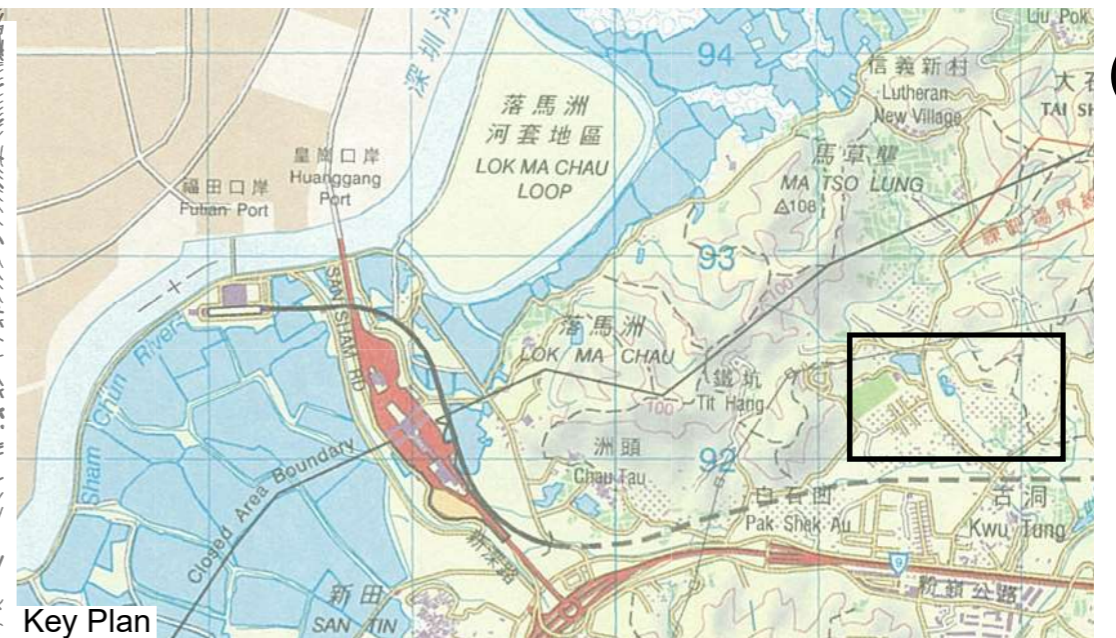 Liu Pok
94
深圳河
信義新村
Lutheran
New Village
TAI SH
落馬洲
河套地區
LOK MA CHAU
LOOP
皇崗口岸
Huanggang
Port
福田口岸
Futian Port
馬草壟
MA TSO LUNG
108
93
100
SAN SHAM RD
落馬洲
LOK MA CHAU
Sham Chun River
鐵坑
Tit Hang
100
洲頭
Chau Tau
92
Closed Area Boundary
白石凹
Pak Shek Au
古洞
Kwu Tung
新深路
9
粉嶺公路
新田
SAN TIN
Key Plan